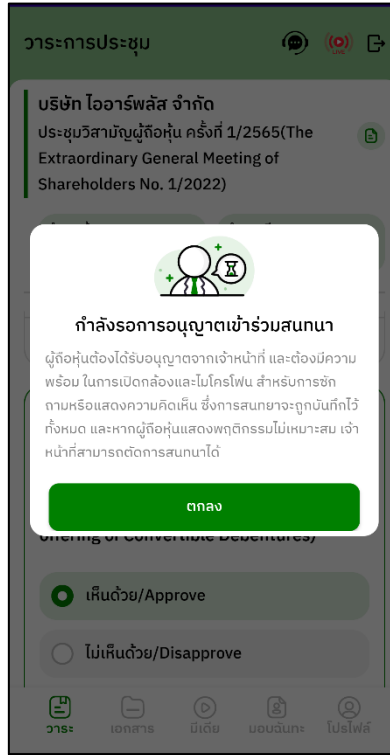 วาระการประชุม
LIVE
บริษัท ไออาร์พลัส จำกัด
ประชุมวิสามัญผู้ถือหุ้น ครั้งที่ 1/2565(The
Extraordinary General Meeting of
Shareholders No. 1/2022)
กำลังรอการอนุญาตเข้าร่วมสนทนา
ผู้ถือหุ้นต้องได้รับอนุญาตจากเจ้าหน้าที่ และต้องมีความ
พร้อม ในการเปิดกล้องและไมโครโฟน สำหรับการซัก
ถามหรือแสดงความคิดเห็น ซึ่งการสนทยาจะถูกบันทึกไว้
ทั้งหมด และหากผู้ถือหุ้นแสดงพฤติกรรมไม่เหมาะสม เจ้า
หน้าที่สามารถตัดการสนทนาได้
ตกลง
offering of Convertible Debentures)
เห็นด้วย/Approve
ไม่เห็นด้วย/Disapprove
วาระ เอกสาร มีเดีย มอบฉันทะ โปรไฟล์